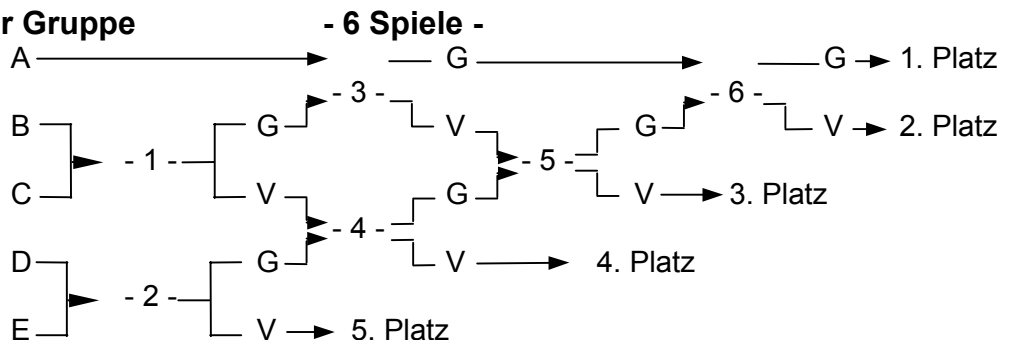 r Gruppe - 6 Spiele -
A G G 1. Platz
- 3 - - 6 -
B G V G V 2. Platz
- 1 - - 5 -
C V G V 3. Platz
- 4 -
D G V 4. Platz
- 2 -
E V 5. Platz